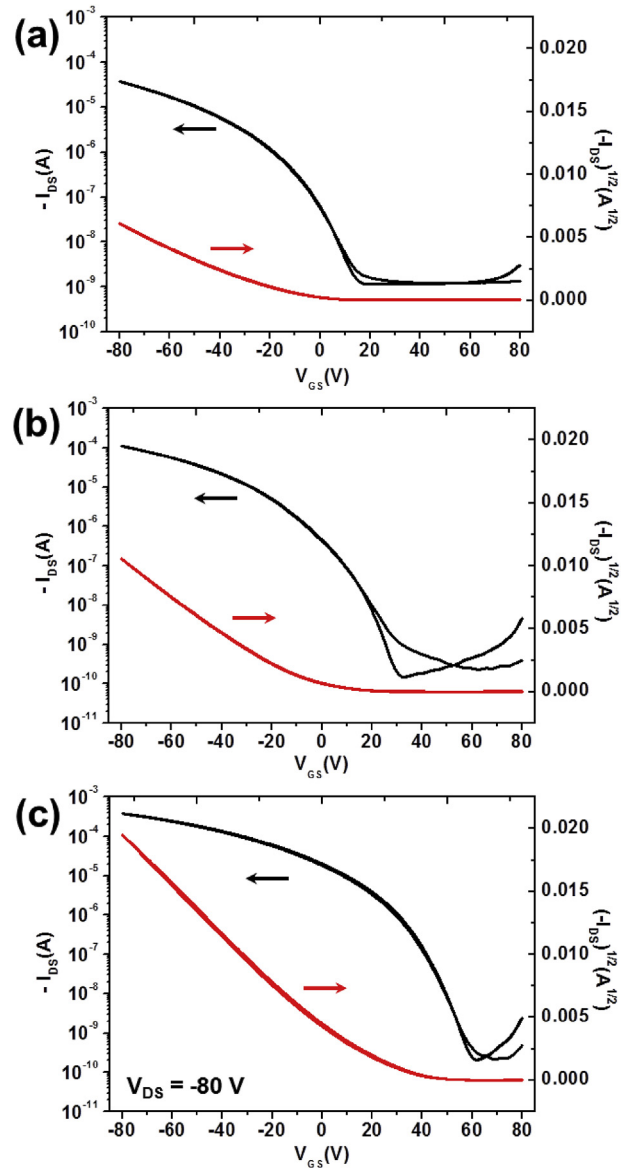 (a)
10⁻³
10⁻⁴
10⁻⁵
10⁻⁶
10⁻⁷
10⁻⁸
10⁻⁹
10⁻¹⁰
- I_DS(A)
0.020
0.015
0.010
0.005
0.000
(-I_DS)^1/2(A^1/2)
-80 -60 -40 -20 0 20 40 60 80
V_GS(V)
(b)
10⁻³
10⁻⁴
10⁻⁵
10⁻⁶
10⁻⁷
10⁻⁸
10⁻⁹
10⁻¹⁰
10⁻¹¹
- I_DS(A)
0.020
0.015
0.010
0.005
0.000
(-I_DS)^1/2(A^1/2)
-80 -60 -40 -20 0 20 40 60 80
V_GS(V)
(c)
10⁻³
10⁻⁴
10⁻⁵
10⁻⁶
10⁻⁷
10⁻⁸
10⁻⁹
10⁻¹⁰
10⁻¹¹
- I_DS(A)
0.020
0.015
0.010
0.005
0.000
(-I_DS)^1/2(A^1/2)
V_DS = -80 V
-80 -60 -40 -20 0 20 40 60 80
V_GS(V)